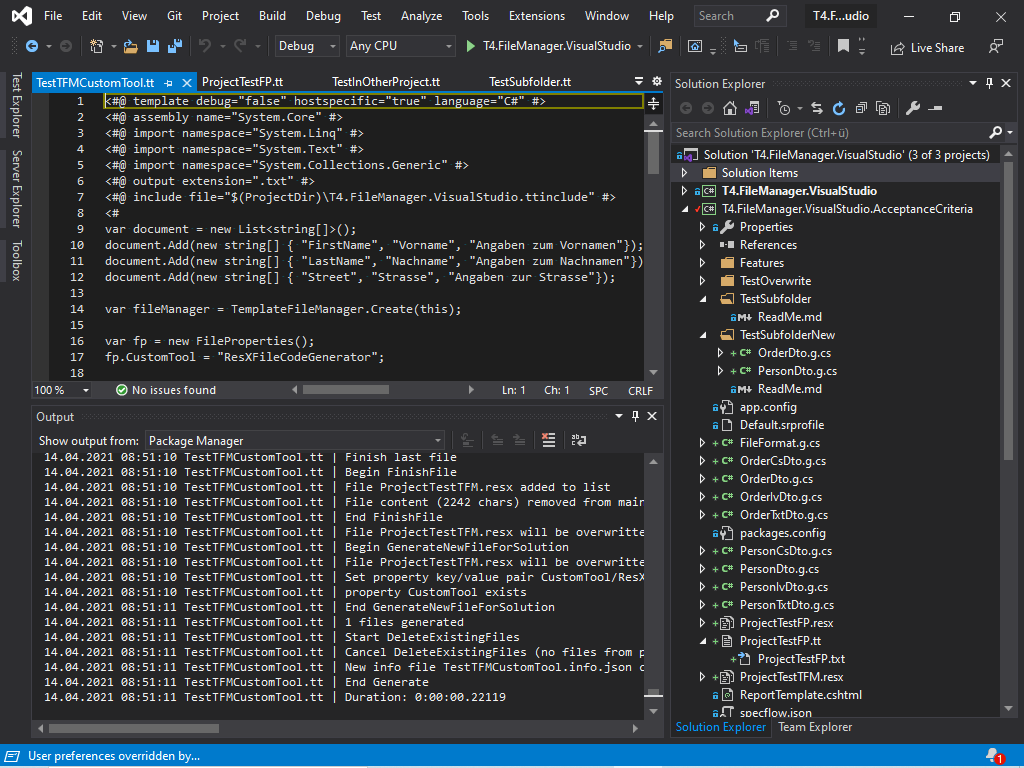 File Edit View Git Project Build Debug Test Analyze Tools Extensions Window Help Search T4.F...udio
Debug Any CPU T4.FileManager.VisualStudio Live Share
Test Explorer
Server Explorer
Toolbox
TestTFMCustomTool.tt ProjectTestFP.tt TestInOtherProject.tt TestSubfolder.tt
1 <#@ template debug="false" hostspecific="true" language="C#" #>
2 <#@ assembly name="System.Core" #>
3 <#@ import namespace="System.Linq" #>
4 <#@ import namespace="System.Text" #>
5 <#@ import namespace="System.Collections.Generic" #>
6 <#@ output extension=".txt" #>
7 <#@ include file="$(ProjectDir)\T4.FileManager.VisualStudio.ttinclude" #>
8 <#
9 var document = new List<string[]>();
10 document.Add(new string[] { "FirstName", "Vorname", "Angaben zum Vornamen"});
11 document.Add(new string[] { "LastName", "Nachname", "Angaben zum Nachnamen"})
12 document.Add(new string[] { "Street", "Strasse", "Angaben zur Strasse"});
13
14 var fileManager = TemplateFileManager.Create(this);
15
16 var fp = new FileProperties();
17 fp.CustomTool = "ResXFileCodeGenerator";
18
100 % No issues found Ln: 1 Ch: 1 SPC CRLF
Output
Show output from: Package Manager
14.04.2021 08:51:10 TestTFMCustomTool.tt | Finish last file
14.04.2021 08:51:10 TestTFMCustomTool.tt | Begin FinishFile
14.04.2021 08:51:10 TestTFMCustomTool.tt | File ProjectTestTFM.resx added to list
14.04.2021 08:51:10 TestTFMCustomTool.tt | File content (2242 chars) removed from main
14.04.2021 08:51:10 TestTFMCustomTool.tt | End FinishFile
14.04.2021 08:51:10 TestTFMCustomTool.tt | File ProjectTestTFM.resx will be overwritte
14.04.2021 08:51:10 TestTFMCustomTool.tt | Begin GenerateNewFileForSolution
14.04.2021 08:51:10 TestTFMCustomTool.tt | File ProjectTestTFM.resx will be overwritte
14.04.2021 08:51:10 TestTFMCustomTool.tt | Set property key/value pair CustomTool/ResX
14.04.2021 08:51:10 TestTFMCustomTool.tt | property CustomTool exists
14.04.2021 08:51:11 TestTFMCustomTool.tt | End GenerateNewFileForSolution
14.04.2021 08:51:11 TestTFMCustomTool.tt | 1 files generated
14.04.2021 08:51:11 TestTFMCustomTool.tt | Start DeleteExistingFiles
14.04.2021 08:51:11 TestTFMCustomTool.tt | Cancel DeleteExistingFiles (no files from p
14.04.2021 08:51:11 TestTFMCustomTool.tt | New info file TestTFMCustomTool.info.json c
14.04.2021 08:51:11 TestTFMCustomTool.tt | End Generate
14.04.2021 08:51:11 TestTFMCustomTool.tt | Duration: 0:00:00.22119
Solution Explorer
Search Solution Explorer (Ctrl+ü)
Solution 'T4.FileManager.VisualStudio' (3 of 3 projects)
Solution Items
C# T4.FileManager.VisualStudio
C# T4.FileManager.VisualStudio.AcceptanceCriteria
Properties
References
Features
TestOverwrite
TestSubfolder
M+ ReadMe.md
TestSubfolderNew
+ C# OrderDto.g.cs
+ C# PersonDto.g.cs
M+ ReadMe.md
app.config
Default.srprofile
+ C# FileFormat.g.cs
+ C# OrderCsDto.g.cs
+ C# OrderDto.g.cs
+ C# OrderIvDto.g.cs
+ C# OrderTxtDto.g.cs
packages.config
+ C# PersonCsDto.g.cs
+ C# PersonDto.g.cs
+ C# PersonIvDto.g.cs
+ C# PersonTxtDto.g.cs
+ ProjectTestFP.resx
+ ProjectTestFP.tt
+ ProjectTestFP.txt
+ ProjectTestTFM.resx
ReportTemplate.cshtml
specflow.json
Solution Explorer Team Explorer
User preferences overridden by... 1